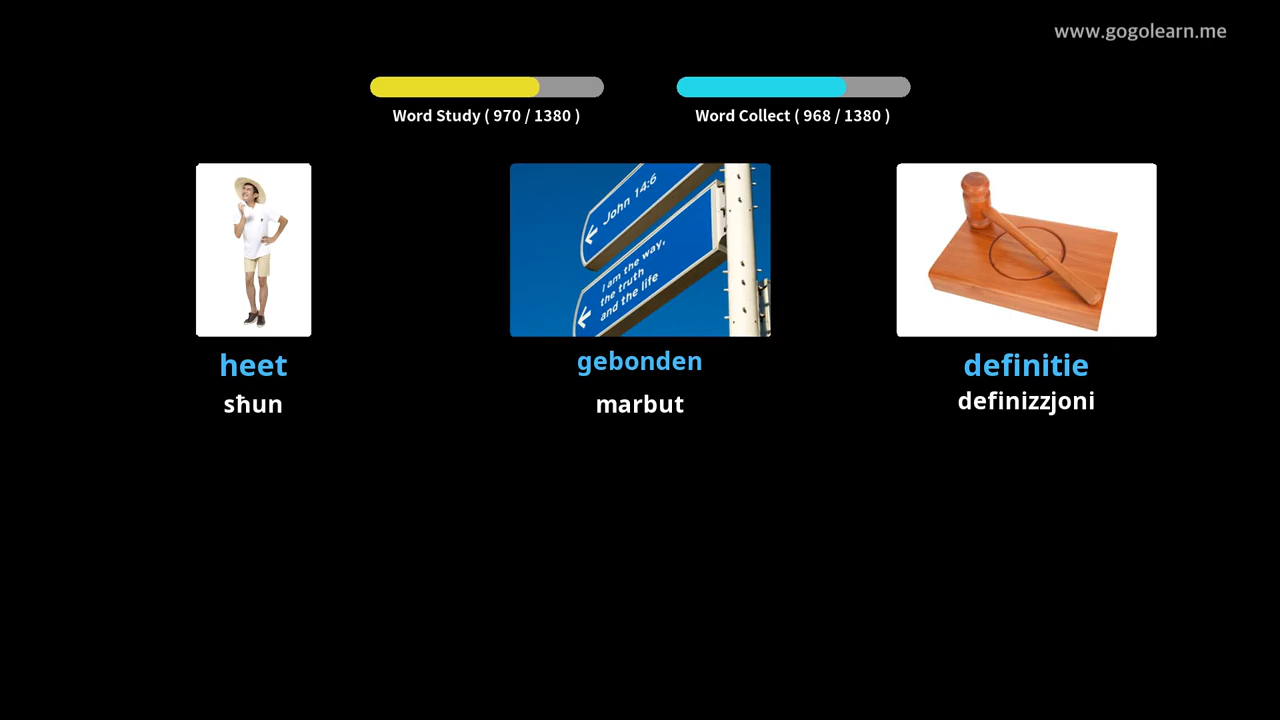 www.gogolearn.me
Word Study ( 970 / 1380 )
Word Collect ( 968 / 1380 )
John 14:6
I am the way,
the truth
and the life
heet
gebonden
definitie
sħun
marbut
definizzjoni